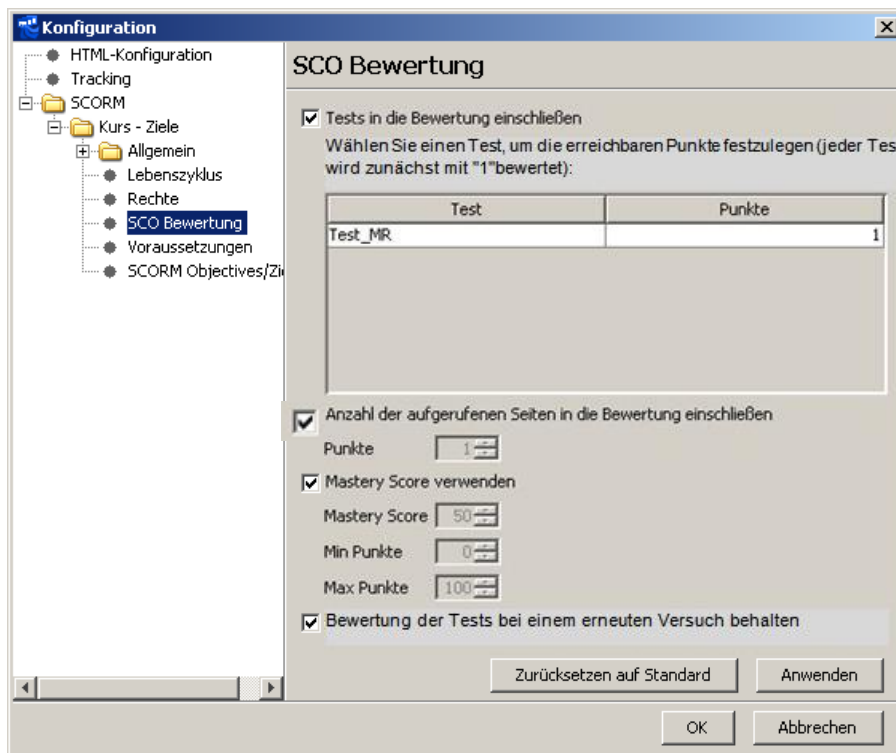 Konfiguration
HTML-Konfiguration
Tracking
SCORM
Kurs - Ziele
Allgemein
Lebenszyklus
Rechte
SCO Bewertung
Voraussetzungen
SCORM Objectives/Zi
SCO Bewertung
Tests in die Bewertung einschließen
Wählen Sie einen Test, um die erreichbaren Punkte festzulegen (jeder Tes
wird zunächst mit "1"bewertet):
Test Punkte
Test_MR 1
Anzahl der aufgerufenen Seiten in die Bewertung einschließen
Punkte 1
Mastery Score verwenden
Mastery Score 50
Min Punkte 0
Max Punkte 100
Bewertung der Tests bei einem erneuten Versuch behalten
Zurücksetzen auf Standard Anwenden
OK Abbrechen